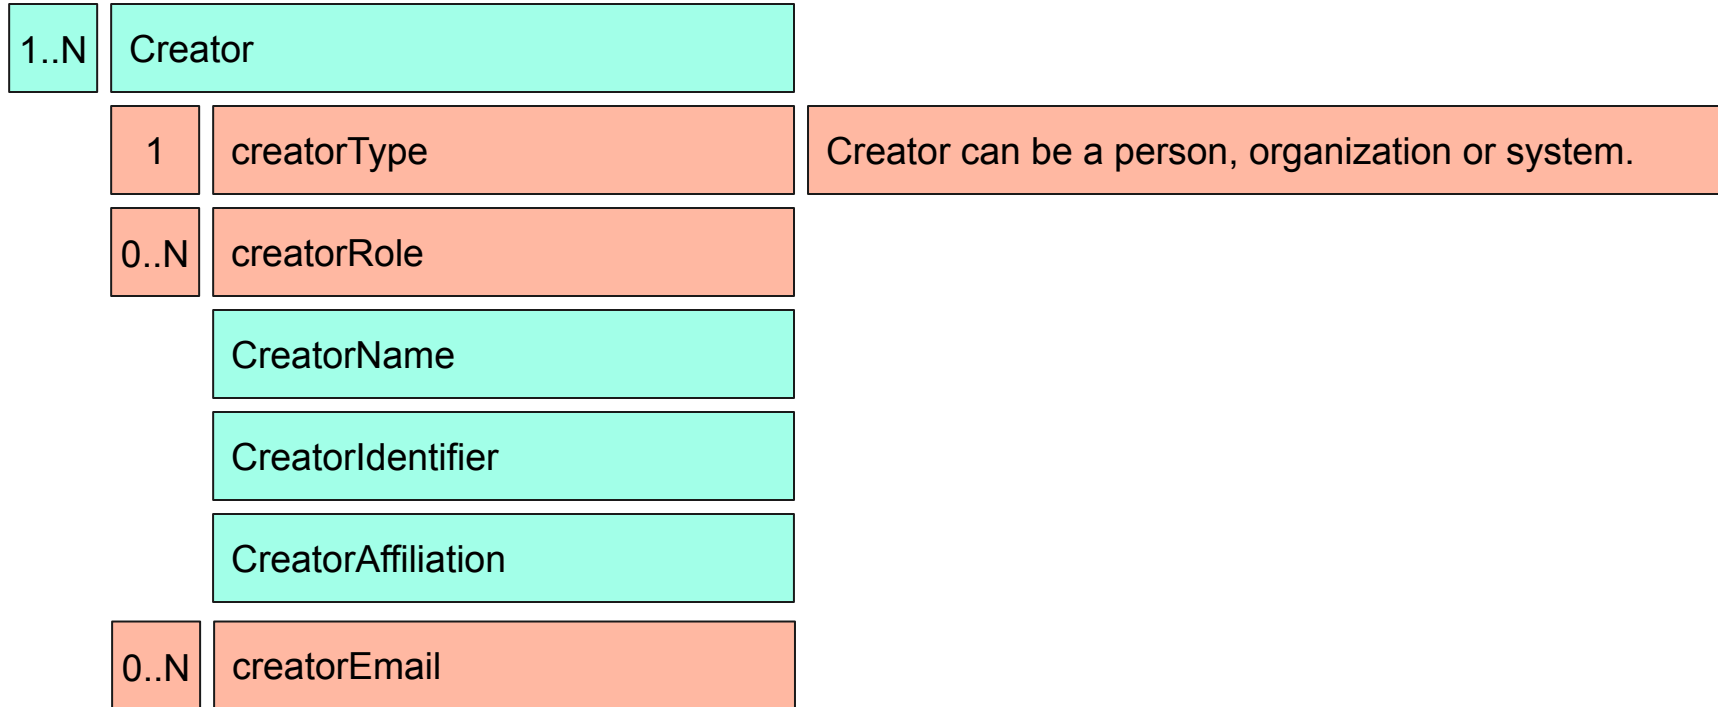 1..N Creator
1 creatorType Creator can be a person, organization or system.
0..N creatorRole
CreatorName
CreatorIdentifier
CreatorAffiliation
0..N creatorEmail